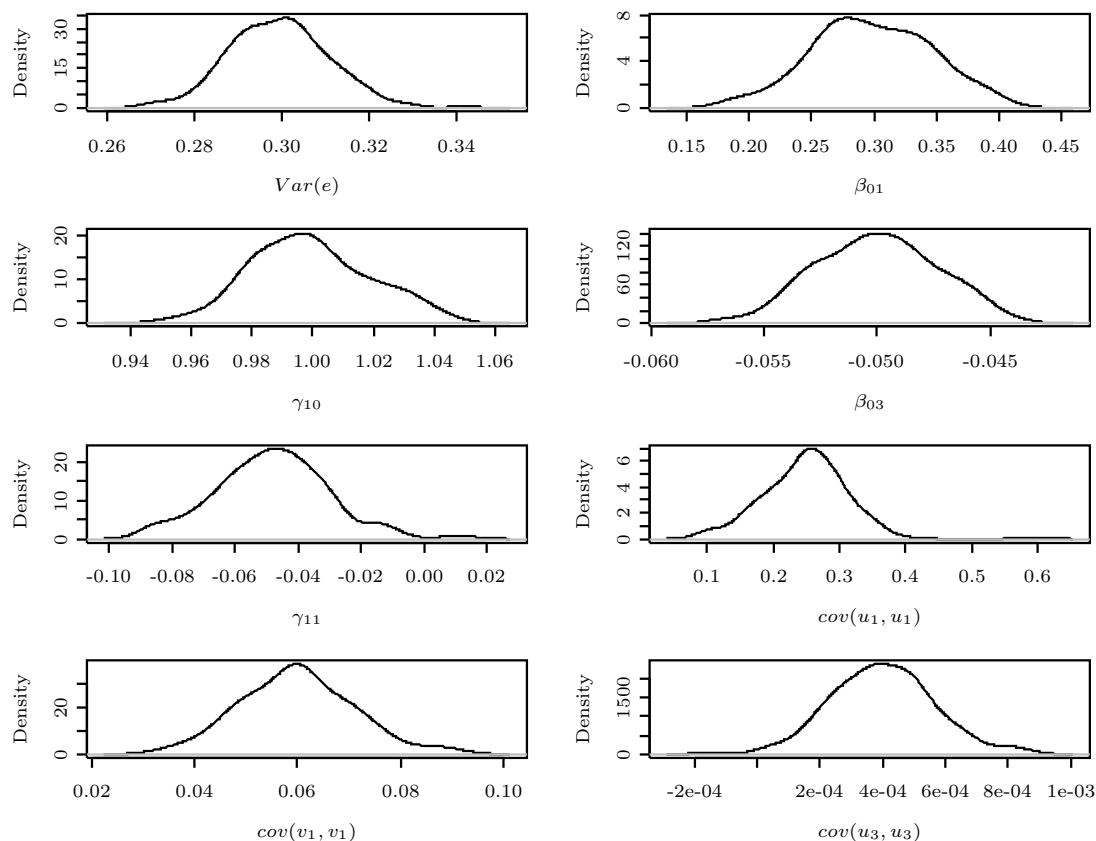 Density
0
15
30
0.26
0.28
0.30
0.32
0.34
Var(e)
Density
0
4
8
0.15
0.20
0.25
0.30
0.35
0.40
0.45
β01
Density
0
10
20
0.94
0.96
0.98
1.00
1.02
1.04
1.06
γ10
Density
0
60
120
-0.060
-0.055
-0.050
-0.045
β03
Density
0
10
20
-0.10
-0.08
-0.06
-0.04
-0.02
0.00
0.02
γ11
Density
0
2
4
6
0.1
0.2
0.3
0.4
0.5
0.6
cov(u1, u1)
Density
0
20
0.02
0.04
0.06
0.08
0.10
cov(v1, v1)
Density
0
1500
-2e-04
2e-04
4e-04
6e-04
8e-04
1e-03
cov(u3, u3)